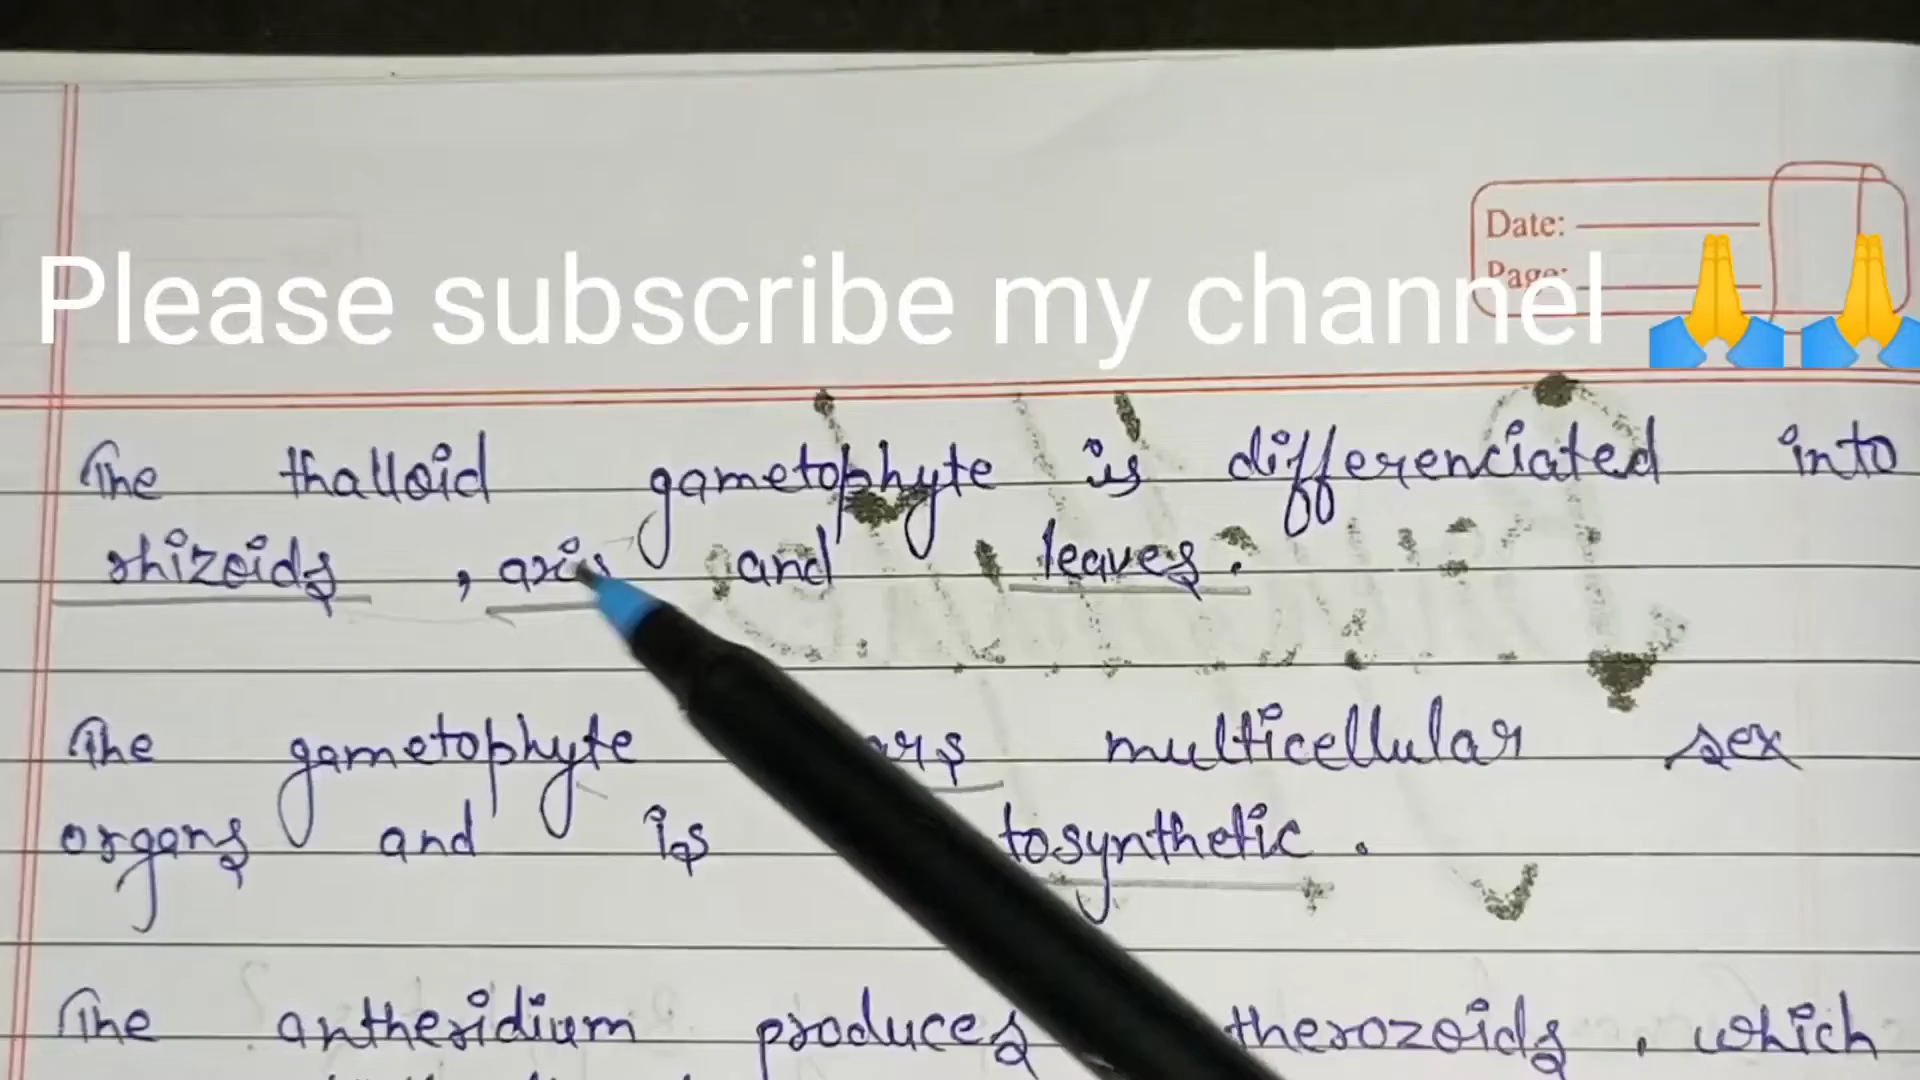 Date:
Page:
Please subscribe my channel 🙏 🙏
The thalloid gametophyte is differenciated into
rhizoids , axis and leaves.
The gametophyte multicellular sex
organs and is tosynthetic .
The antheridium produces therozoids , which